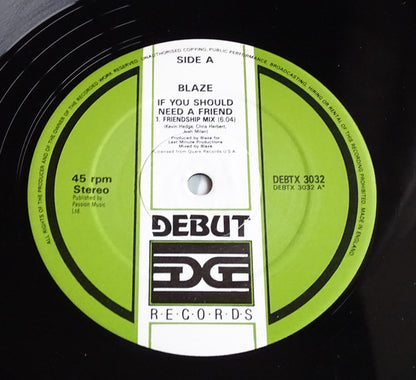 ALL RIGHTS OF THE PRODUCER AND OF THE OWNER OF THE RECORDED WORK RESERVED. UNAUTHORISED COPYING, PUBLIC PERFORMANCE, BROADCASTING, HIRING OR RENTAL OF THIS RECORDING PROHIBITED. MADE IN ENGLAND
SIDE A
BLAZE
IF YOU SHOULD
NEED A FRIEND
1. FRIENDSHIP MIX (6.04)
(Kevin Hedge, Chris Herbert,
Josh Milan)
Produced by Blaze for
Last Minute Productions
Mixed by Blaze
Licensed from Quark Records U.S.A.
45 rpm
Stereo
Published by
Passion Music
Ltd.
DEBTX 3032
DEBTX 3032 A*
DEBUT
EDGE
R·E·C·O·R·D·S